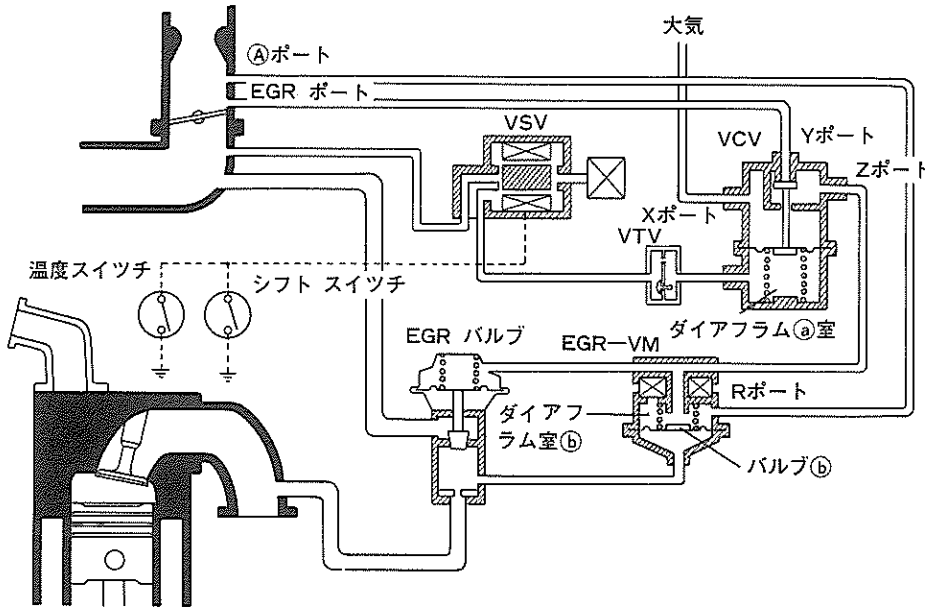 Ⓐポート
大気
EGR ポート
VSV
VCV
Yポート
Zポート
Xポート
VTV
温度スイッチ
シフト スイッチ
ダイアフラムⓐ室
EGR バルブ
EGR—VM
Rポート
ダイアフ
ラム室ⓑ
バルブⓑ